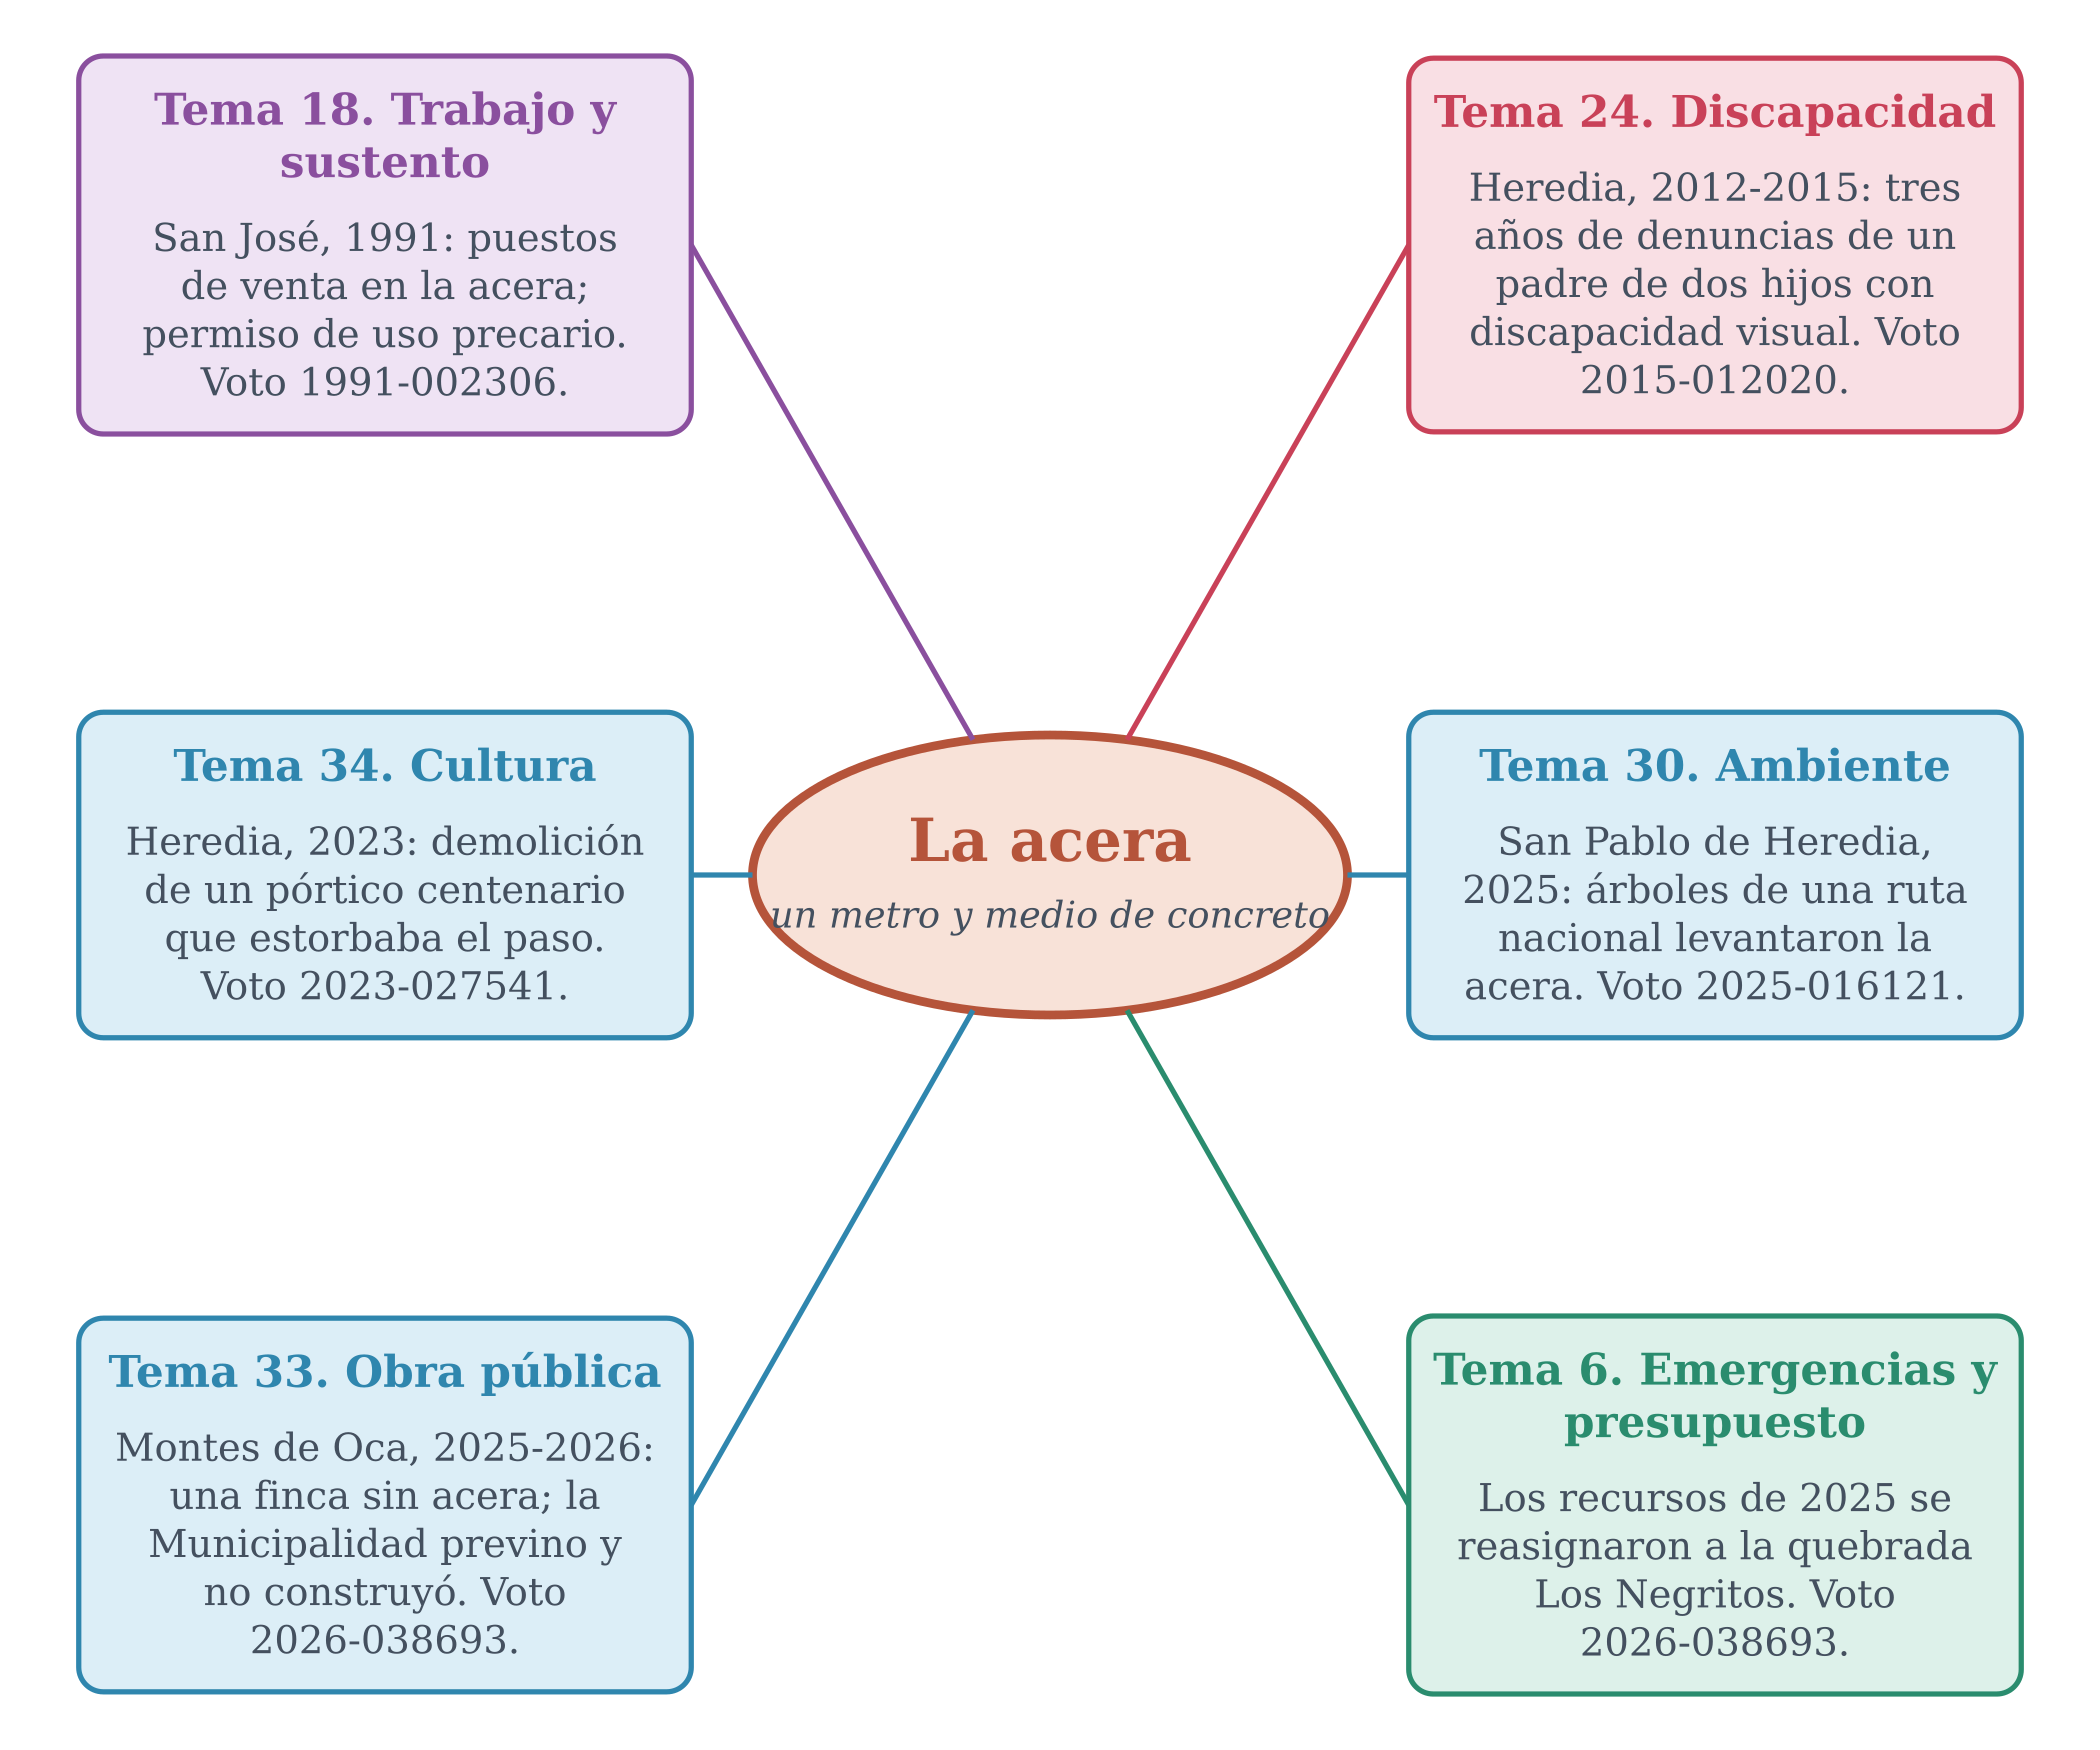 Tema 18. Trabajo y
sustento
San José, 1991: puestos
de venta en la acera;
permiso de uso precario.
Voto 1991-002306.
Tema 24. Discapacidad
Heredia, 2012-2015: tres
años de denuncias de un
padre de dos hijos con
discapacidad visual. Voto
2015-012020.
Tema 34. Cultura
Heredia, 2023: demolición
de un pórtico centenario
que estorbaba el paso.
Voto 2023-027541.
La acera
un metro y medio de concreto
Tema 30. Ambiente
San Pablo de Heredia,
2025: árboles de una ruta
nacional levantaron la
acera. Voto 2025-016121.
Tema 33. Obra pública
Montes de Oca, 2025-2026:
una finca sin acera; la
Municipalidad previno y
no construyó. Voto
2026-038693.
Tema 6. Emergencias y
presupuesto
Los recursos de 2025 se
reasignaron a la quebrada
Los Negritos. Voto
2026-038693.